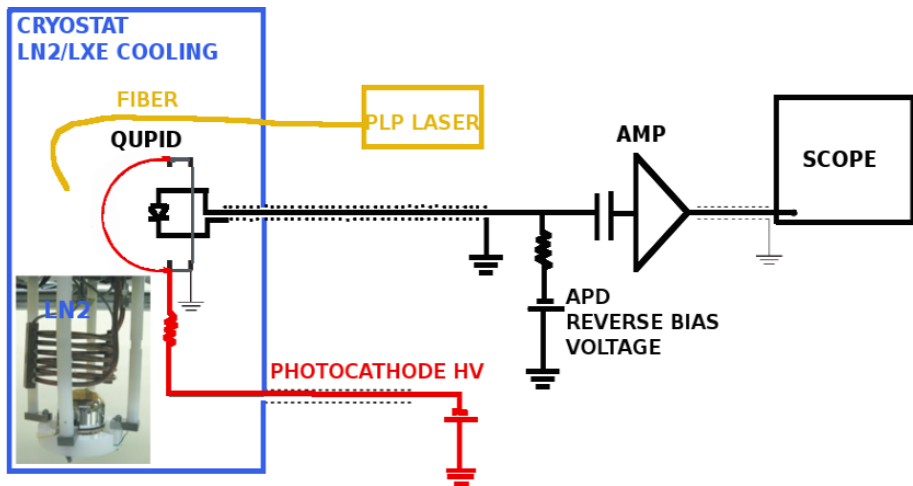 CRYOSTAT
LN2/LXE COOLING
FIBER
PLP LASER
QUPID
AMP
SCOPE
LN2
APD
REVERSE BIAS
VOLTAGE
PHOTOCATHODE HV